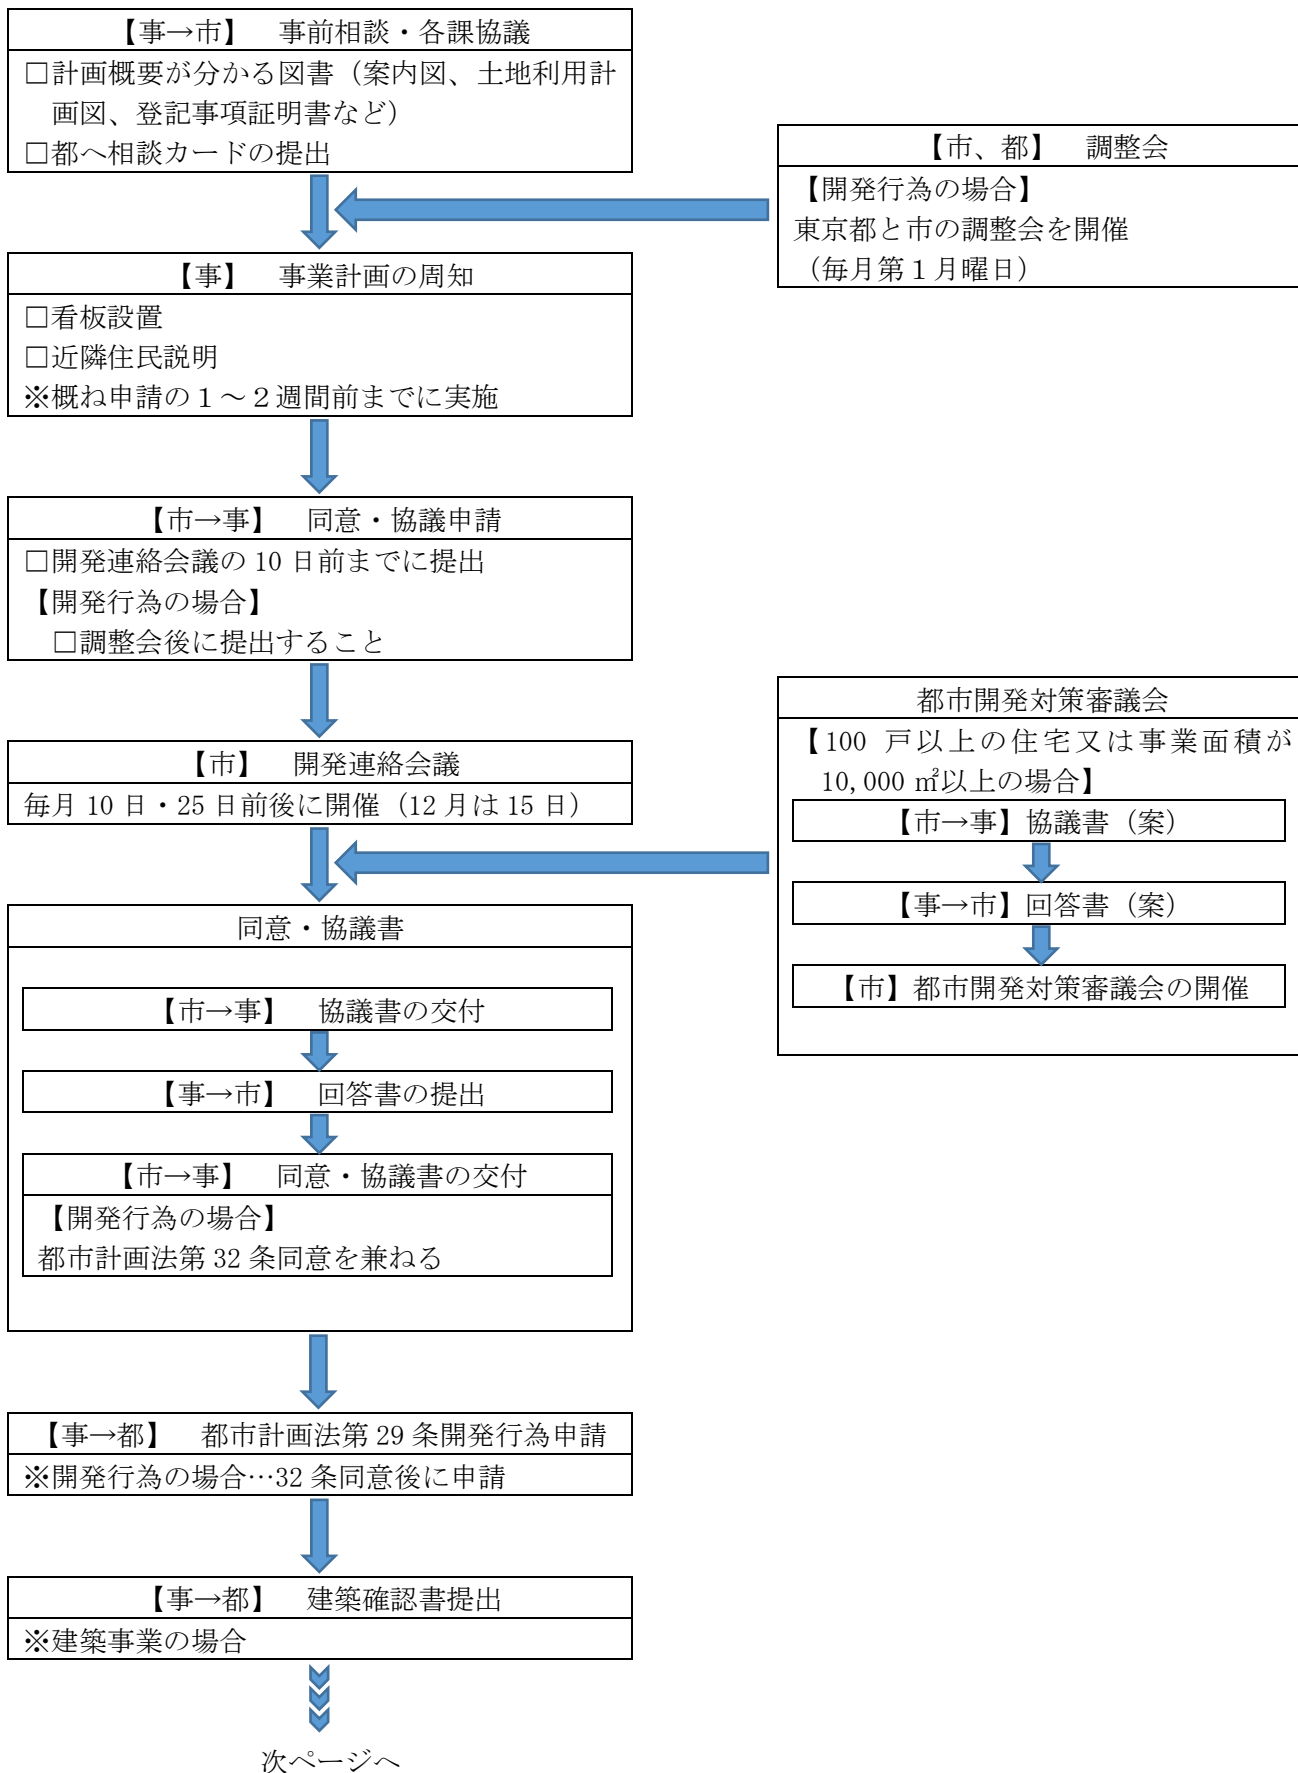 【事→市】　事前相談・各課協議
□計画概要が分かる図書（案内図、土地利用計
画図、登記事項証明書など）
□都へ相談カードの提出
【市、都】　調整会
【開発行為の場合】
東京都と市の調整会を開催
（毎月第１月曜日）
【事】　事業計画の周知
□看板設置
□近隣住民説明
※概ね申請の１～２週間前までに実施
【市→事】　同意・協議申請
□開発連絡会議の 10 日前までに提出
【開発行為の場合】
□調整会後に提出すること
【市】　開発連絡会議
毎月 10 日・25 日前後に開催（12 月は 15 日）
都市開発対策審議会
【100 戸以上の住宅又は事業面積が
10,000 ㎡以上の場合】
【市→事】協議書（案）
【事→市】回答書（案）
【市】都市開発対策審議会の開催
同意・協議書
【市→事】　協議書の交付
【事→市】　回答書の提出
【市→事】　同意・協議書の交付
【開発行為の場合】
都市計画法第 32 条同意を兼ねる
【事→都】　都市計画法第 29 条開発行為申請
※開発行為の場合…32 条同意後に申請
【事→都】　建築確認書提出
※建築事業の場合
次ページへ